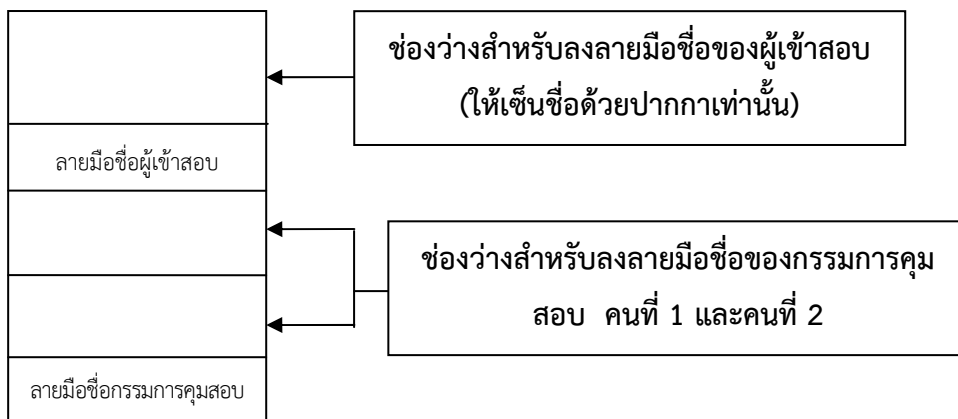 ช่องว่างสำหรับลงลายมือชื่อของผู้เข้าสอบ
(ให้เซ็นชื่อด้วยปากกาเท่านั้น)
ลายมือชื่อผู้เข้าสอบ
ช่องว่างสำหรับลงลายมือชื่อของกรรมการคุม
สอบ คนที่ 1 และคนที่ 2
ลายมือชื่อกรรมการคุมสอบ